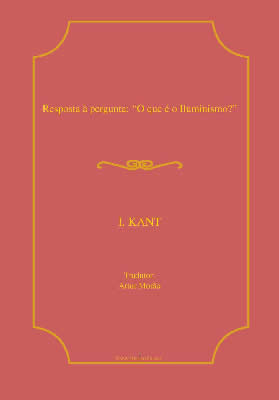 Resposta à pergunta: “O que é o Iluminismo?”
I. KANT
Tradutor:
Artur Morão